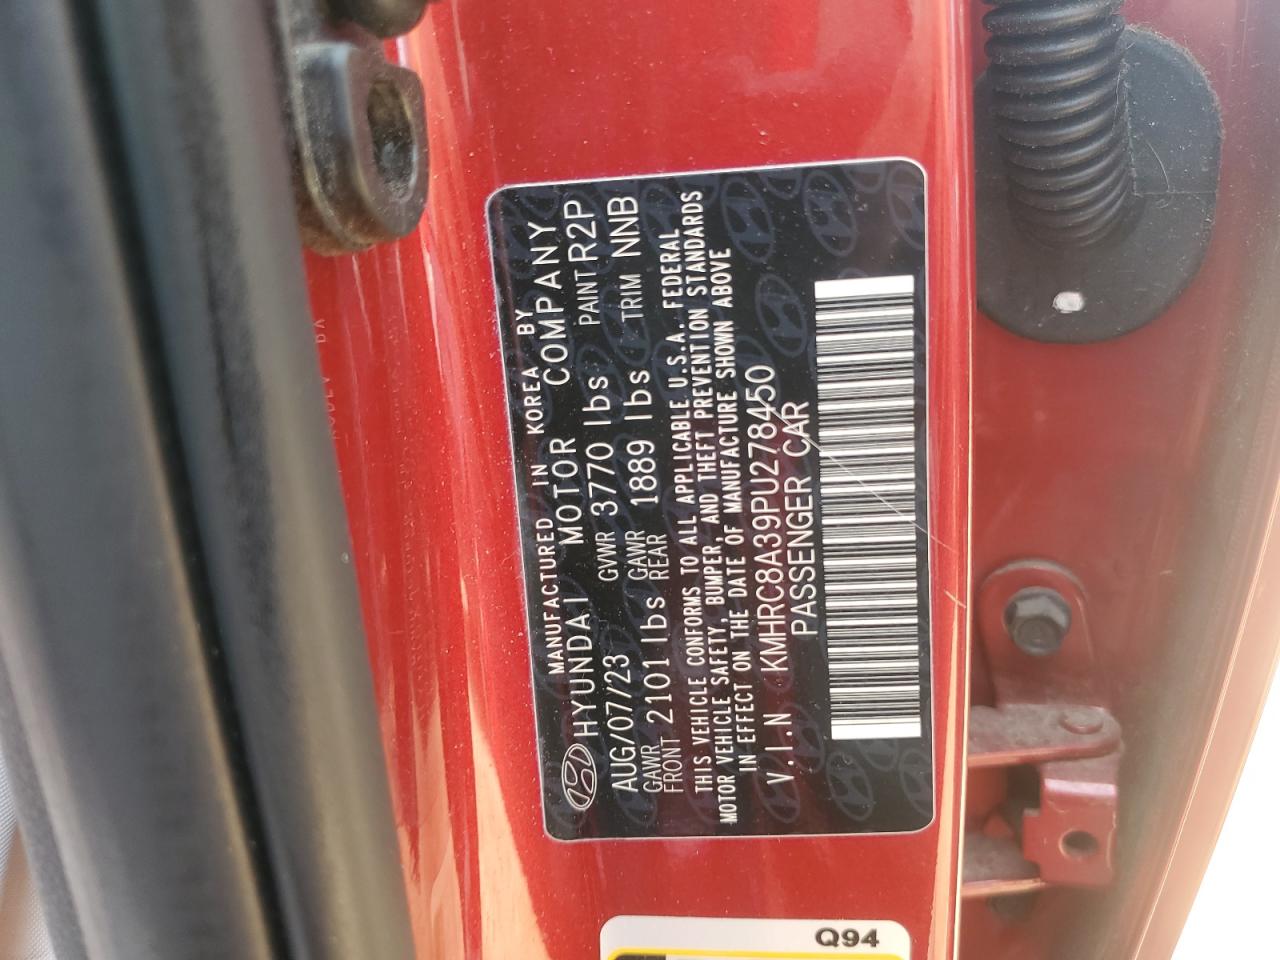 MANUFACTURED IN KOREA BY
HYUNDAI MOTOR COMPANY
AUG/07/23 GVWR 3770 lbs PAINT R2P
GAWR FRONT 2101 lbs GAWR REAR 1889 lbs TRIM NNB
THIS VEHICLE CONFORMS TO ALL APPLICABLE U.S.A. FEDERAL
MOTOR VEHICLE SAFETY, BUMPER, AND THEFT PREVENTION STANDARDS
IN EFFECT ON THE DATE OF MANUFACTURE SHOWN ABOVE
V.I.N KMHRC8A39PU278450
PASSENGER CAR
Q94